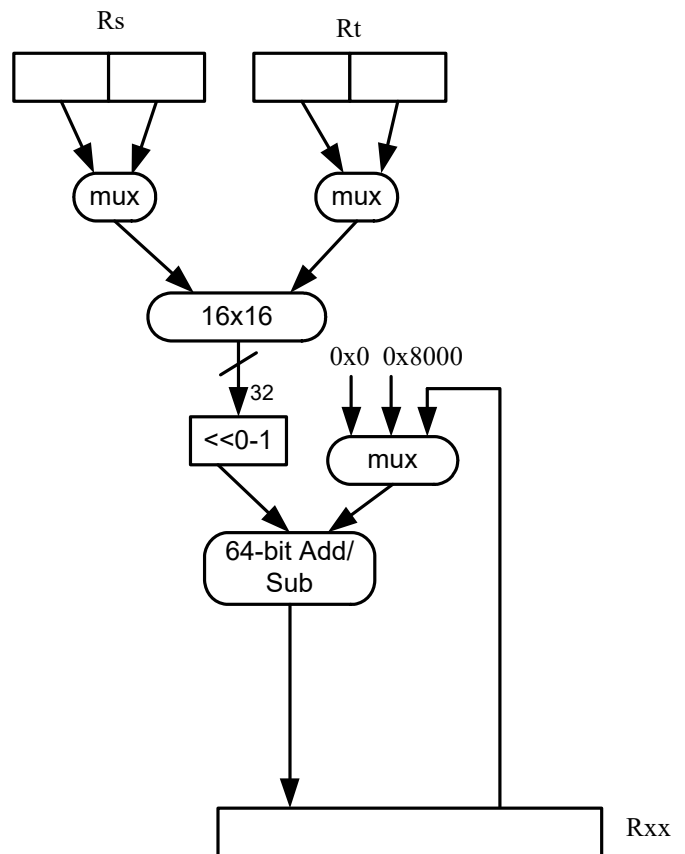 Rs
Rt
mux
mux
16x16
0x0 0x8000
32
<<0-1
mux
64-bit Add/
Sub
Rxx